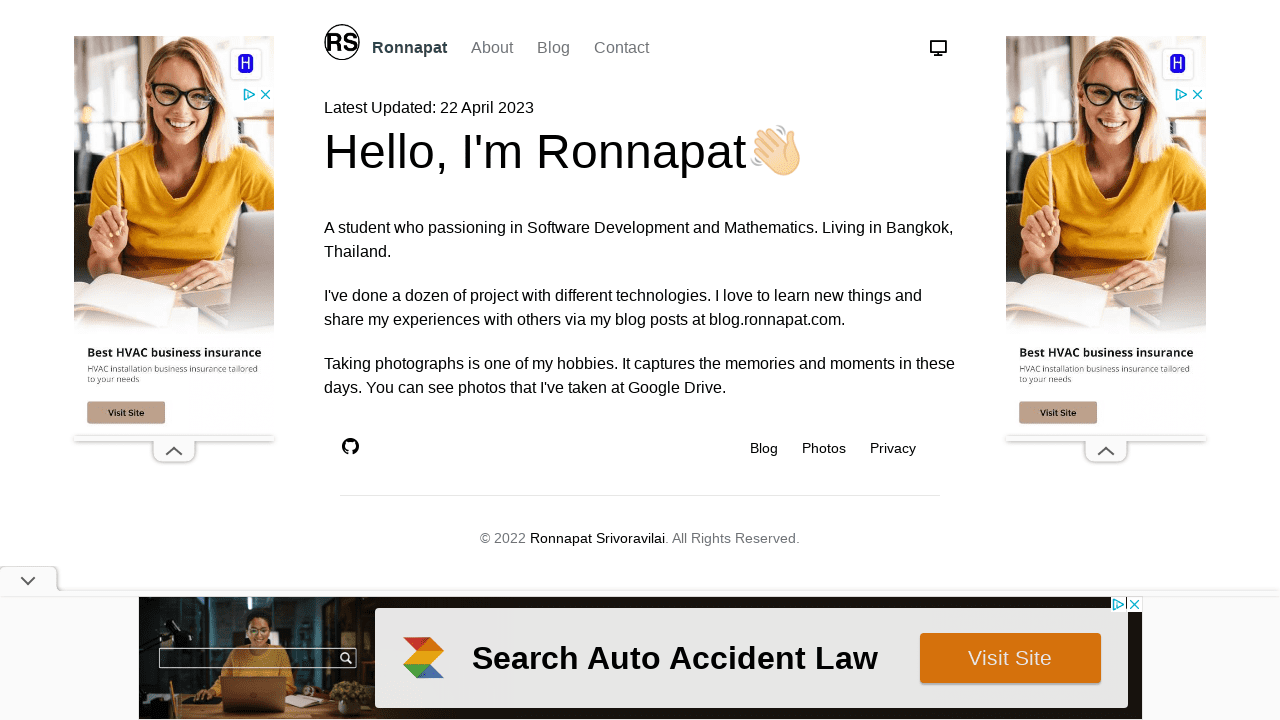 RS
Ronnapat
About
Blog
Contact
Latest Updated: 22 April 2023
Hello, I'm Ronnapat👋🏻
A student who passioning in Software Development and Mathematics. Living in Bangkok,
Thailand.
I've done a dozen of project with different technologies. I love to learn new things and
share my experiences with others via my blog posts at blog.ronnapat.com.
Taking photographs is one of my hobbies. It captures the memories and moments in these
days. You can see photos that I've taken at Google Drive.
Blog
Photos
Privacy
© 2022 Ronnapat Srivoravilai. All Rights Reserved.
H
Best HVAC business insurance
HVAC installation business insurance tailored
to your needs
Visit Site
H
Best HVAC business insurance
HVAC installation business insurance tailored
to your needs
Visit Site
Search Auto Accident Law
Visit Site